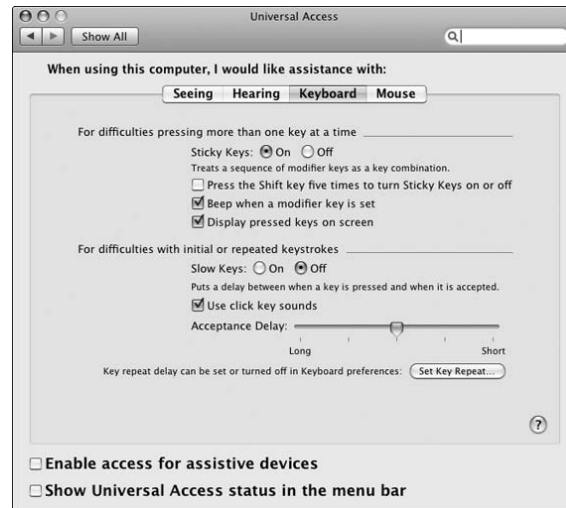 Universal Access
Show All
When using this computer, I would like assistance with:
Seeing Hearing Keyboard Mouse
For difficulties pressing more than one key at a time
Sticky Keys: On Off
Treats a sequence of modifier keys as a key combination.
Press the Shift key five times to turn Sticky Keys on or off
Beep when a modifier key is set
Display pressed keys on screen
For difficulties with initial or repeated keystrokes
Slow Keys: On Off
Puts a delay between when a key is pressed and when it is accepted.
Use click key sounds
Acceptance Delay:
Long Short
Key repeat delay can be set or turned off in Keyboard preferences: Set Key Repeat...
?
Enable access for assistive devices
Show Universal Access status in the menu bar